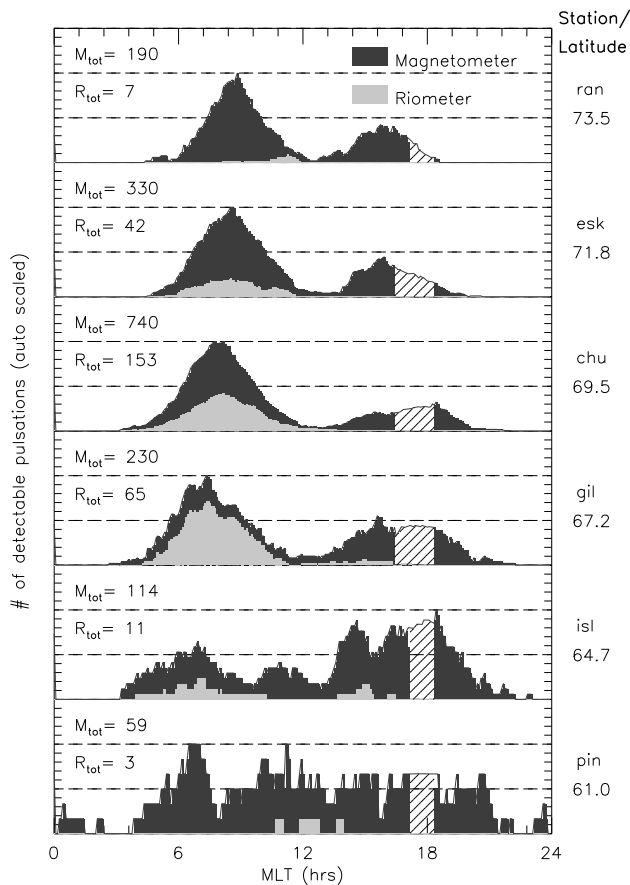 Station/
Latitude
M_tot= 190
R_tot= 7
Magnetometer
Riometer
ran
73.5
M_tot= 330
R_tot= 42
esk
71.8
M_tot= 740
R_tot= 153
chu
69.5
M_tot= 230
R_tot= 65
gil
67.2
M_tot= 114
R_tot= 11
isl
64.7
M_tot= 59
R_tot= 3
pin
61.0
# of detectable pulsations (auto scaled)
0 6 12 18 24
MLT (hrs)